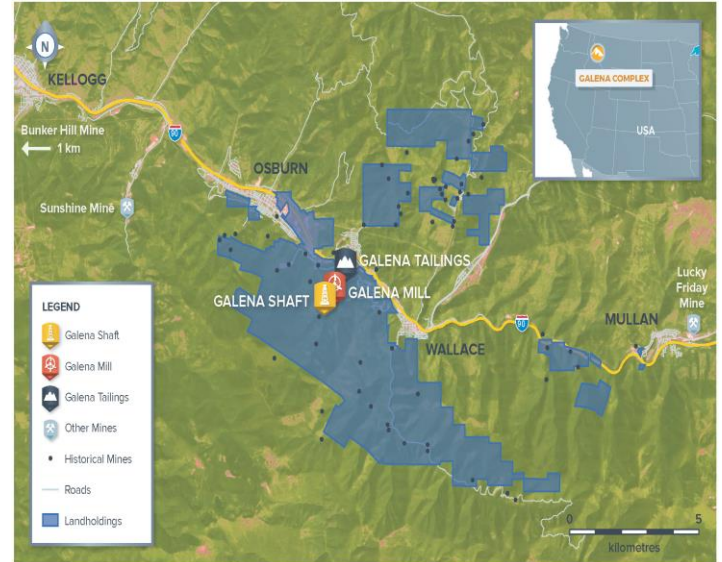 N
KELLOGG
Bunker Hill Mine
1 km
90
OSBURN
Sunshine Mine
GALENA COMPLEX
USA
GALENA TAILINGS
GALENA MILL
GALENA SHAFT
WALLACE
90
MULLAN
Lucky
Friday
Mine
LEGEND
Galena Shaft
Galena Mill
Galena Tailings
Other Mines
Historical Mines
Roads
Landholdings
0 5
kilometres